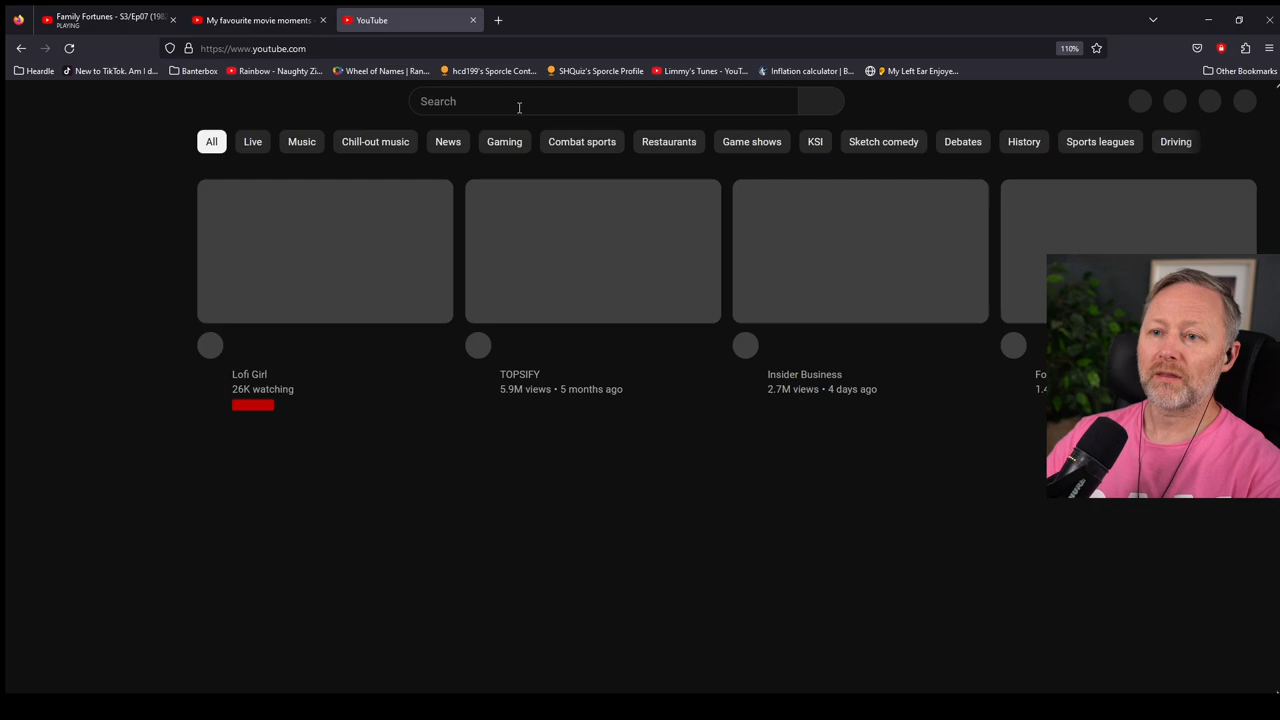 Family Fortunes - S3/Ep07 (198
PLAYING
My favourite movie moments -
YouTube
https://www.youtube.com
110%
Heardle
New to TikTok. Am I d...
Banterbox
Rainbow - Naughty Zi...
Wheel of Names | Ran...
hcd199's Sporcle Cont...
SHQuiz's Sporcle Profile
Limmy's Tunes - YouT...
Inflation calculator | B...
My Left Ear Enjoye...
Other Bookmarks
Search
All
Live
Music
Chill-out music
News
Gaming
Combat sports
Restaurants
Game shows
KSI
Sketch comedy
Debates
History
Sports leagues
Driving
Lofi Girl
26K watching
TOPSIFY
5.9M views • 5 months ago
Insider Business
2.7M views • 4 days ago
Fo
1.4